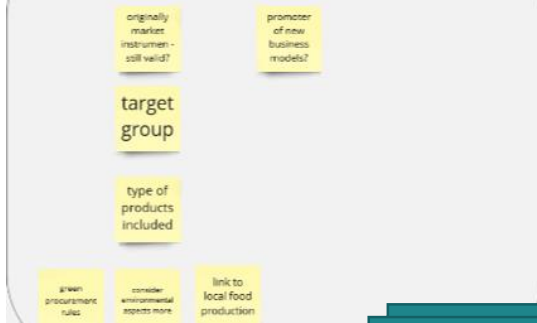 originally
market
instrumen -
still valid?
promoter
of new
business
models?
target
group
type of
products
included
green
procurement
rules
consider
environmental
aspects more
link to
local food
production